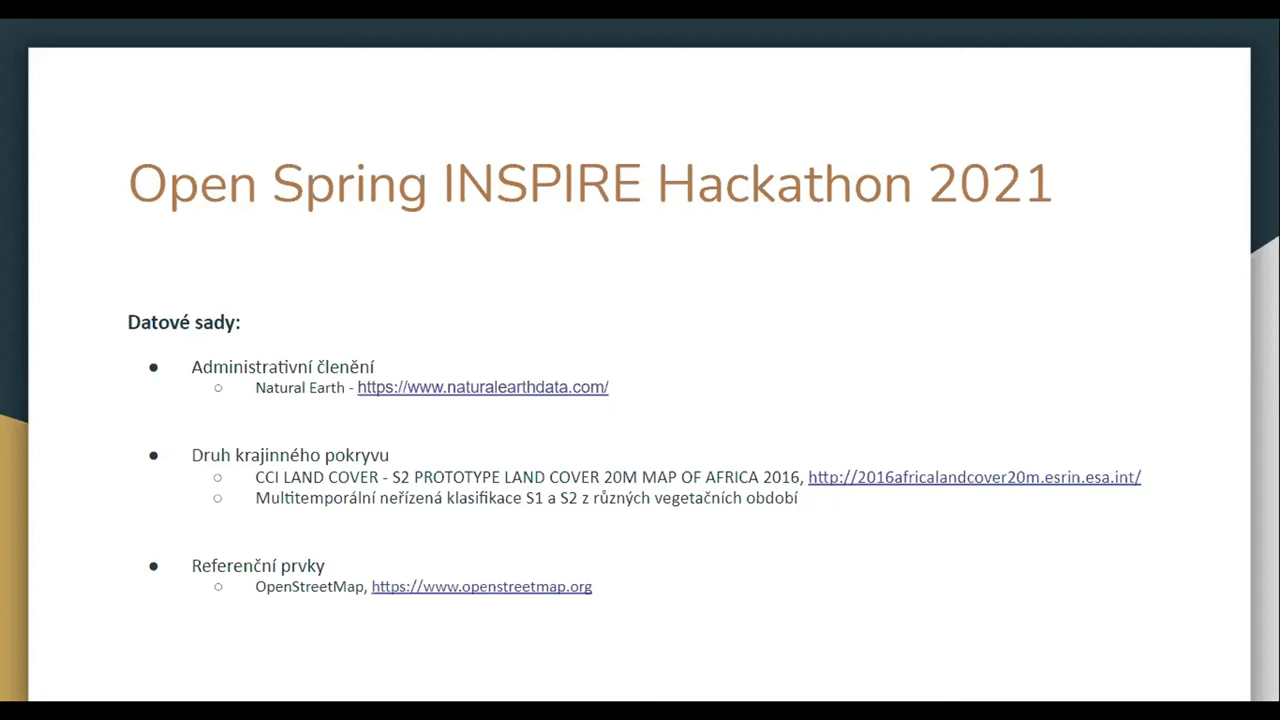 Open Spring INSPIRE Hackathon 2021
Datové sady:
● Administrativní členění
○ Natural Earth - https://www.naturalearthdata.com/
● Druh krajinného pokryvu
○ CCI LAND COVER - S2 PROTOTYPE LAND COVER 20M MAP OF AFRICA 2016, http://2016africalandcover20m.esrin.esa.int/
○ Multitemporální neřízená klasifikace S1 a S2 z různých vegetačních období
● Referenční prvky
○ OpenStreetMap, https://www.openstreetmap.org